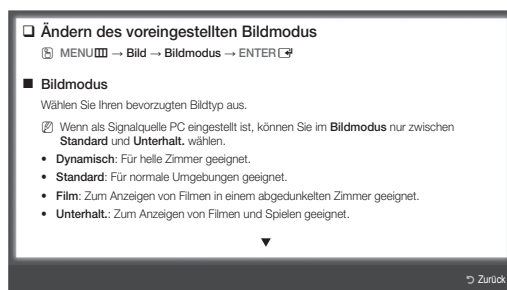 Ändern des voreingestellten Bildmodus
MENU → Bild → Bildmodus → ENTER
Bildmodus
Wählen Sie Ihren bevorzugten Bildtyp aus.
Wenn als Signalquelle PC eingestellt ist, können Sie im Bildmodus nur zwischen
Standard und Unterhalt. wählen.
• Dynamisch: Für helle Zimmer geeignet.
• Standard: Für normale Umgebungen geeignet.
• Film: Zum Anzeigen von Filmen in einem abgedunkelten Zimmer geeignet.
• Unterhalt.: Zum Anzeigen von Filmen und Spielen geeignet.
Zurück